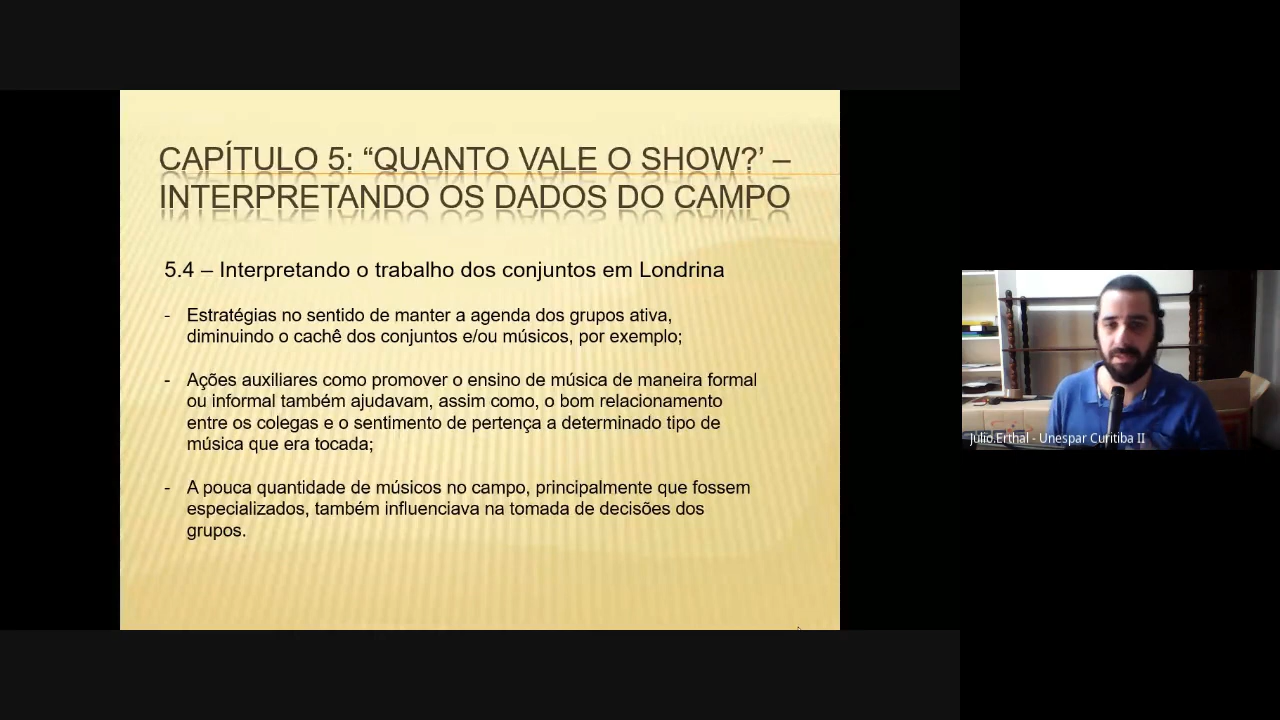 CAPÍTULO 5: “QUANTO VALE O SHOW?’ –
INTERPRETANDO OS DADOS DO CAMPO
5.4 – Interpretando o trabalho dos conjuntos em Londrina
- Estratégias no sentido de manter a agenda dos grupos ativa,
diminuindo o cachê dos conjuntos e/ou músicos, por exemplo;
- Ações auxiliares como promover o ensino de música de maneira formal
ou informal também ajudavam, assim como, o bom relacionamento
entre os colegas e o sentimento de pertença a determinado tipo de
música que era tocada;
- A pouca quantidade de músicos no campo, principalmente que fossem
especializados, também influenciava na tomada de decisões dos
grupos.
Julio.Erthal - Unespar Curitiba II